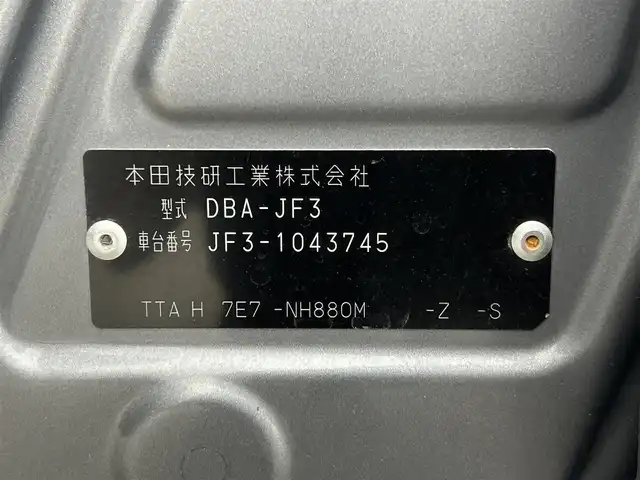 本田技研工業株式会社
型式 DBA-JF3
車台番号 JF3-1043745
TTA H 7E7 -NH880M -Z -S